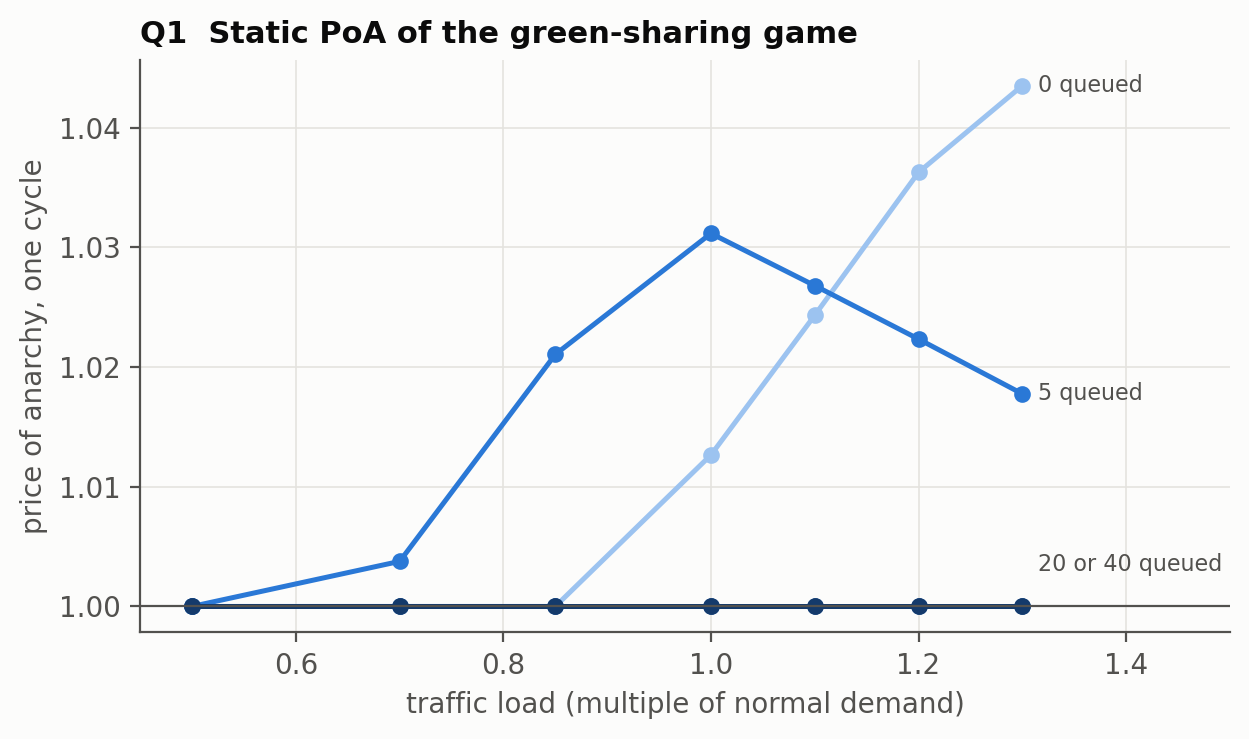 Q1  Static PoA of the green-sharing game
price of anarchy, one cycle
1.04
1.03
1.02
1.01
1.00
0 queued
5 queued
20 or 40 queued
0.6
0.8
1.0
1.2
1.4
traffic load (multiple of normal demand)